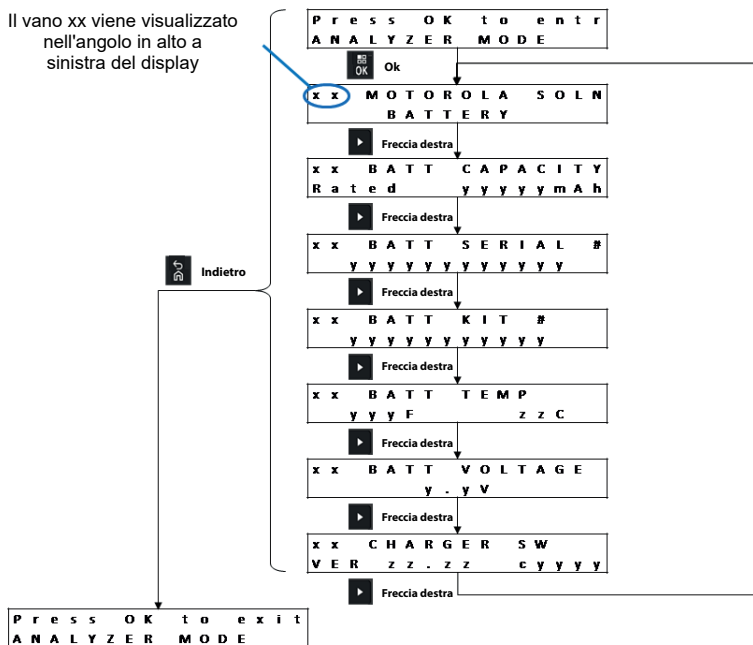 Il vano xx viene visualizzato
nell'angolo in alto a
sinistra del display
Press OK to entr
ANALYZER MODE
OK Ok
xx MOTOROLA SOLN
BATTERY
Freccia destra
xx BATT CAPACITY
Rated yyyyymAh
Freccia destra
xx BATT SERIAL #
yyyyyyyyyyyy
Freccia destra
Indietro
xx BATT KIT #
yyyyyyyyyyy
Freccia destra
xx BATT TEMP
yyyF zzC
Freccia destra
xx BATT VOLTAGE
y.yV
Freccia destra
xx CHARGER SW
VER zz.zz cyyyy
Freccia destra
Press OK to exit
ANALYZER MODE